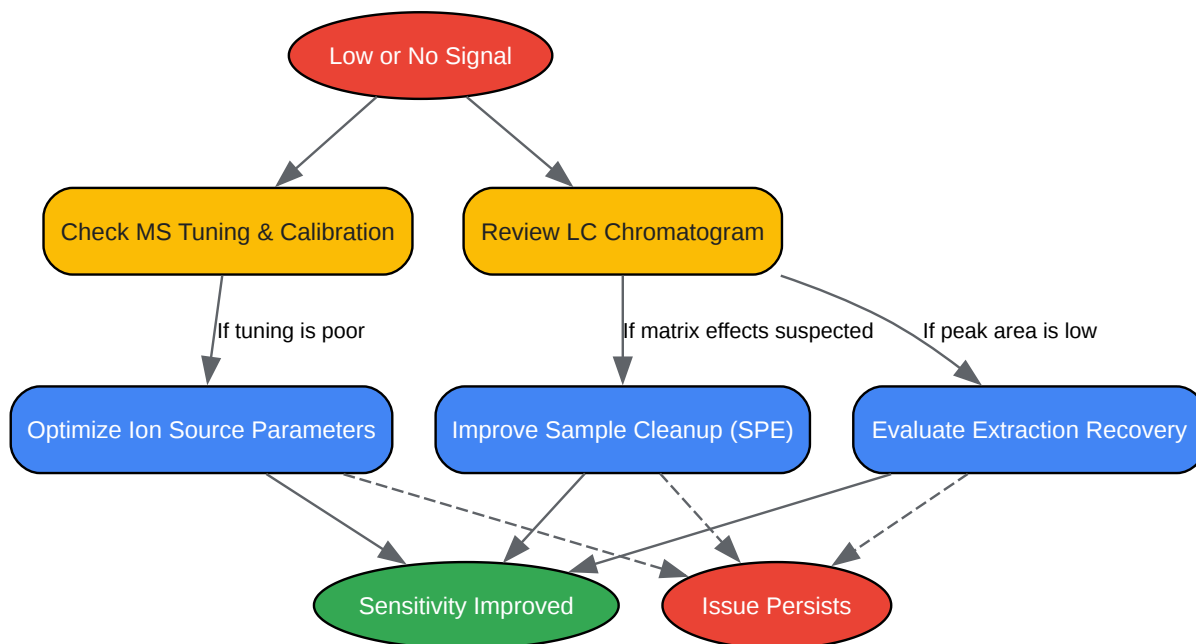 Low or No Signal
Check MS Tuning & Calibration
Review LC Chromatogram
If tuning is poor
If matrix effects suspected
If peak area is low
Optimize Ion Source Parameters
Improve Sample Cleanup (SPE)
Evaluate Extraction Recovery
Sensitivity Improved
Issue Persists